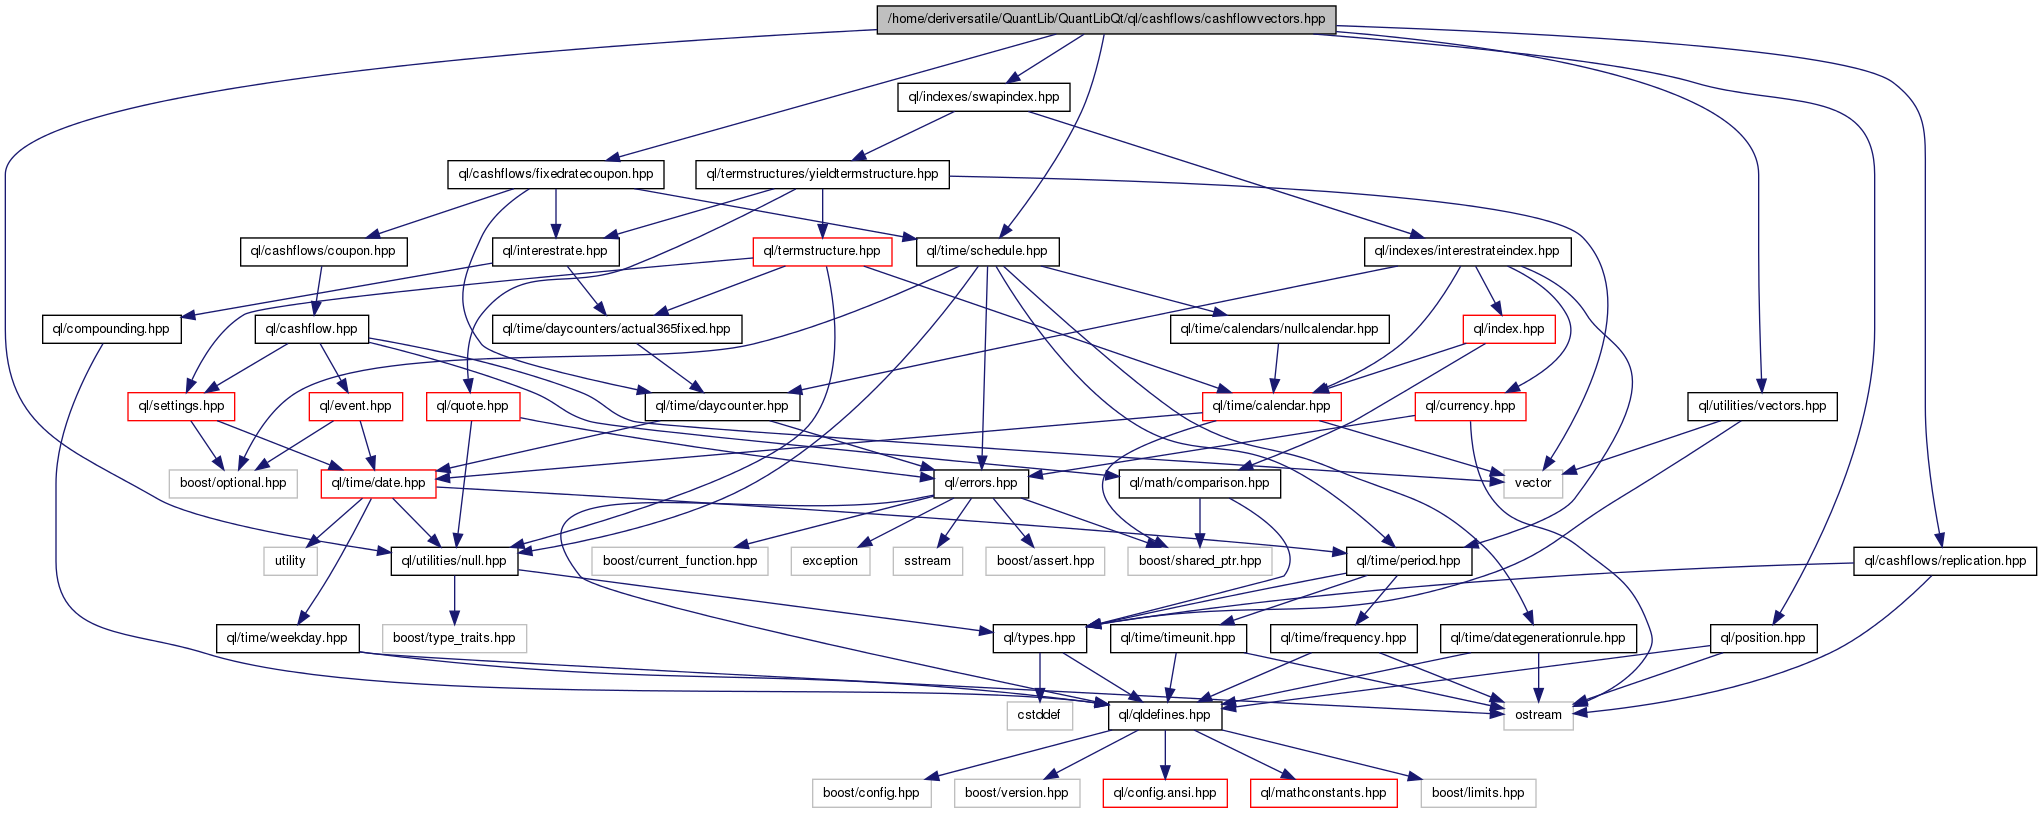 /home/deriversatile/QuantLib/QuantLibQt/ql/cashflows/cashflowvectors.hpp
ql/indexes/swapindex.hpp
ql/cashflows/fixedratecoupon.hpp
ql/termstructures/yieldtermstructure.hpp
ql/cashflows/coupon.hpp
ql/interestrate.hpp
ql/termstructure.hpp
ql/time/schedule.hpp
ql/indexes/interestrateindex.hpp
ql/compounding.hpp
ql/cashflow.hpp
ql/time/daycounters/actual365fixed.hpp
ql/time/calendars/nullcalendar.hpp
ql/index.hpp
ql/settings.hpp
ql/event.hpp
ql/quote.hpp
ql/time/daycounter.hpp
ql/time/calendar.hpp
ql/currency.hpp
ql/utilities/vectors.hpp
boost/optional.hpp
ql/time/date.hpp
ql/errors.hpp
ql/math/comparison.hpp
vector
utility
ql/utilities/null.hpp
boost/current_function.hpp
exception
sstream
boost/assert.hpp
boost/shared_ptr.hpp
ql/time/period.hpp
ql/cashflows/replication.hpp
ql/time/weekday.hpp
boost/type_traits.hpp
ql/types.hpp
ql/time/timeunit.hpp
ql/time/frequency.hpp
ql/time/dategenerationrule.hpp
ql/position.hpp
cstddef
ql/qldefines.hpp
ostream
boost/config.hpp
boost/version.hpp
ql/config.ansi.hpp
ql/mathconstants.hpp
boost/limits.hpp